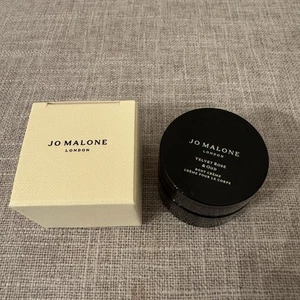 JO MALONE
LONDON
JO MALONE
LONDON
VELVET ROSE
& OUD
BODY CRÈME
CRÈME POUR LE CORPS